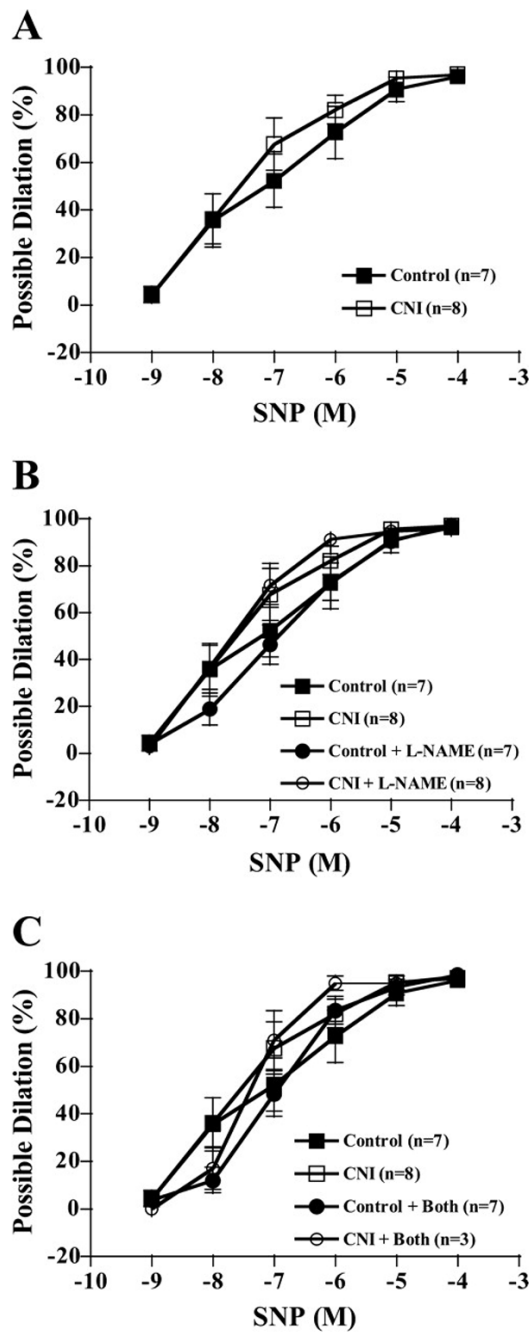 A
Possible Dilation (%)
100
80
60
40
20
0
-20
Control (n=7)
CNI (n=8)
-10 -9 -8 -7 -6 -5 -4 -3
SNP (M)
B
Possible Dilation (%)
100
80
60
40
20
0
-20
Control (n=7)
CNI (n=8)
Control + L-NAME (n=7)
CNI + L-NAME (n=8)
-10 -9 -8 -7 -6 -5 -4 -3
SNP (M)
C
Possible Dilation (%)
100
80
60
40
20
0
-20
Control (n=7)
CNI (n=8)
Control + Both (n=7)
CNI + Both (n=3)
-10 -9 -8 -7 -6 -5 -4 -3
SNP (M)